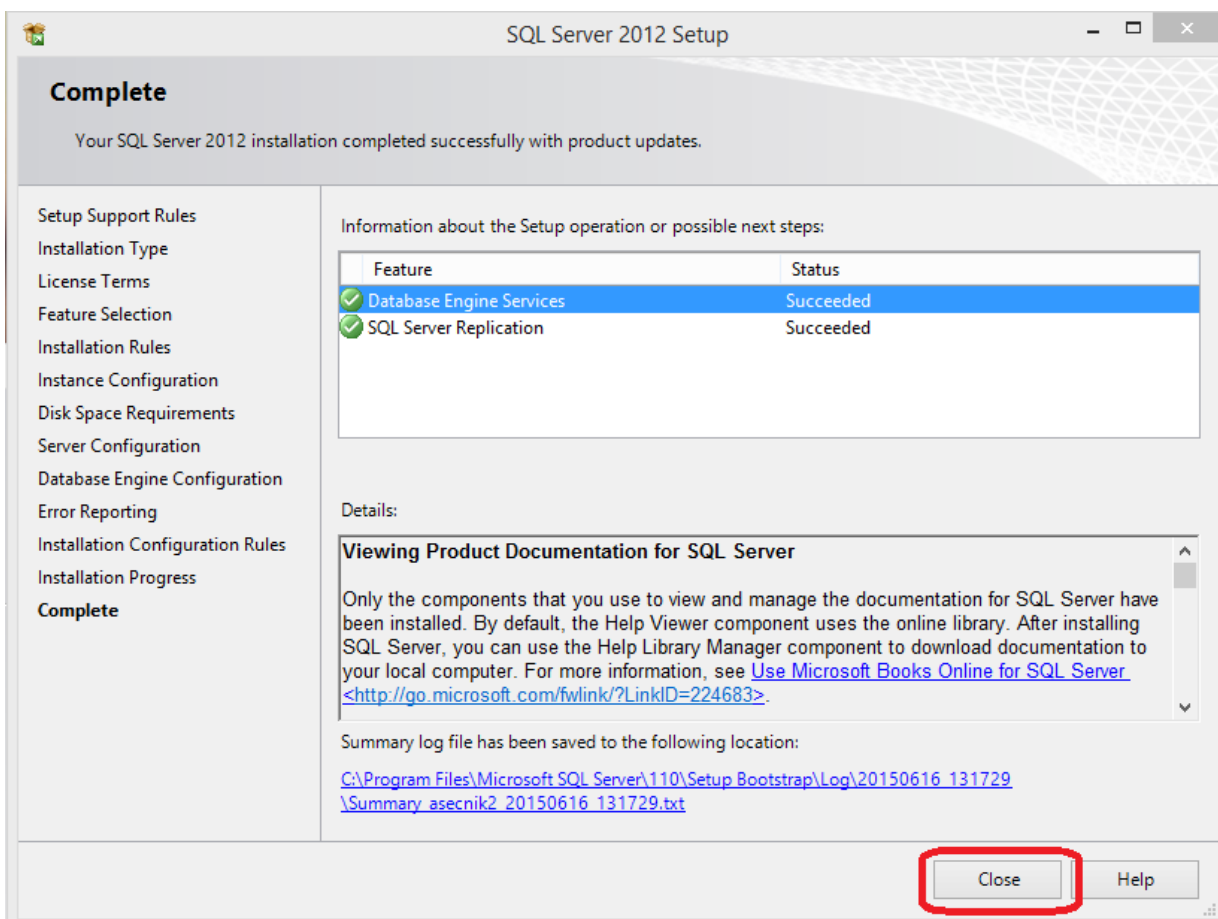 SQL Server 2012 Setup
Complete
Your SQL Server 2012 installation completed successfully with product updates.
Setup Support Rules
Installation Type
License Terms
Feature Selection
Installation Rules
Instance Configuration
Disk Space Requirements
Server Configuration
Database Engine Configuration
Error Reporting
Installation Configuration Rules
Installation Progress
Complete
Information about the Setup operation or possible next steps:
Feature Status
Database Engine Services Succeeded
SQL Server Replication Succeeded
Details:
Viewing Product Documentation for SQL Server
Only the components that you use to view and manage the documentation for SQL Server have
been installed. By default, the Help Viewer component uses the online library. After installing
SQL Server, you can use the Help Library Manager component to download documentation to
your local computer. For more information, see Use Microsoft Books Online for SQL Server
<http://go.microsoft.com/fwlink/?LinkID=224683>.
Summary log file has been saved to the following location:
C:\Program Files\Microsoft SQL Server\110\Setup Bootstrap\Log\20150616_131729
\Summary_asecnik2_20150616_131729.txt
Close Help